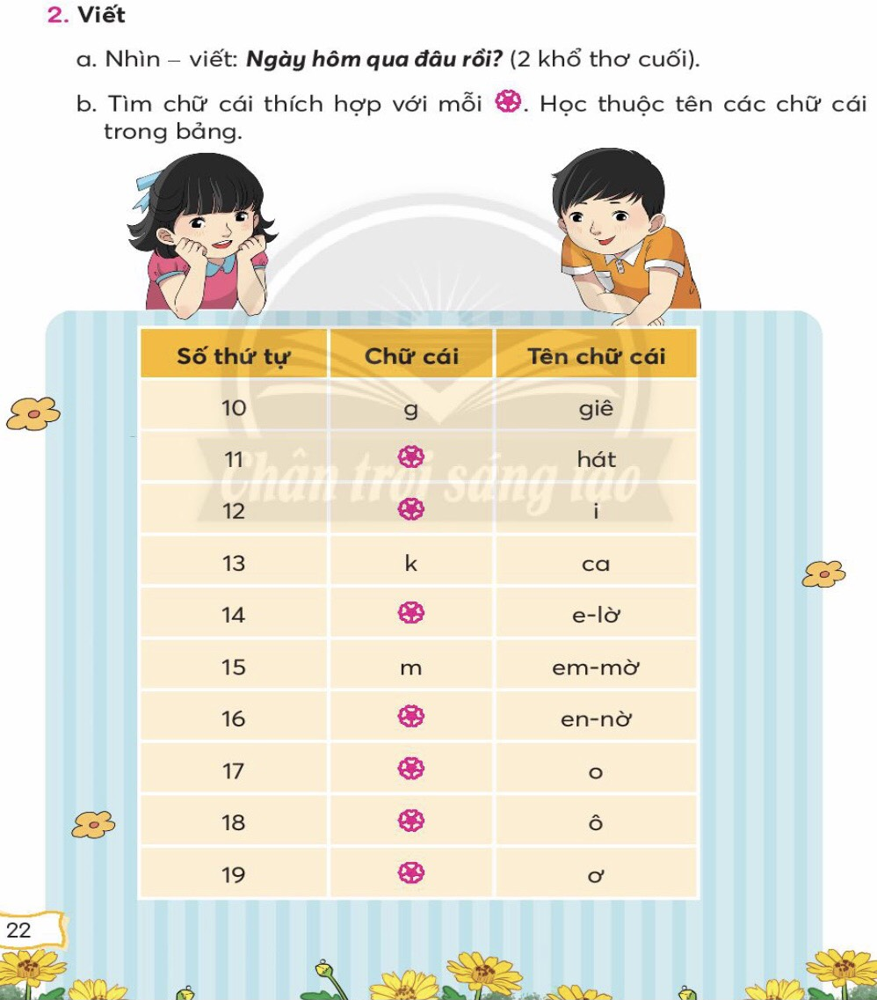 2. Viết
a. Nhìn – viết: Ngày hôm qua đâu rồi? (2 khổ thơ cuối).
b. Tìm chữ cái thích hợp với mỗi . Học thuộc tên các chữ cái
trong bảng.
Số thứ tự Chữ cái Tên chữ cái
10 g giê
11 hát
12 i
13 k ca
14 e-lờ
15 m em-mờ
16 en-nờ
17 o
18 ô
19 ơ
Chân trời sáng tạo
22